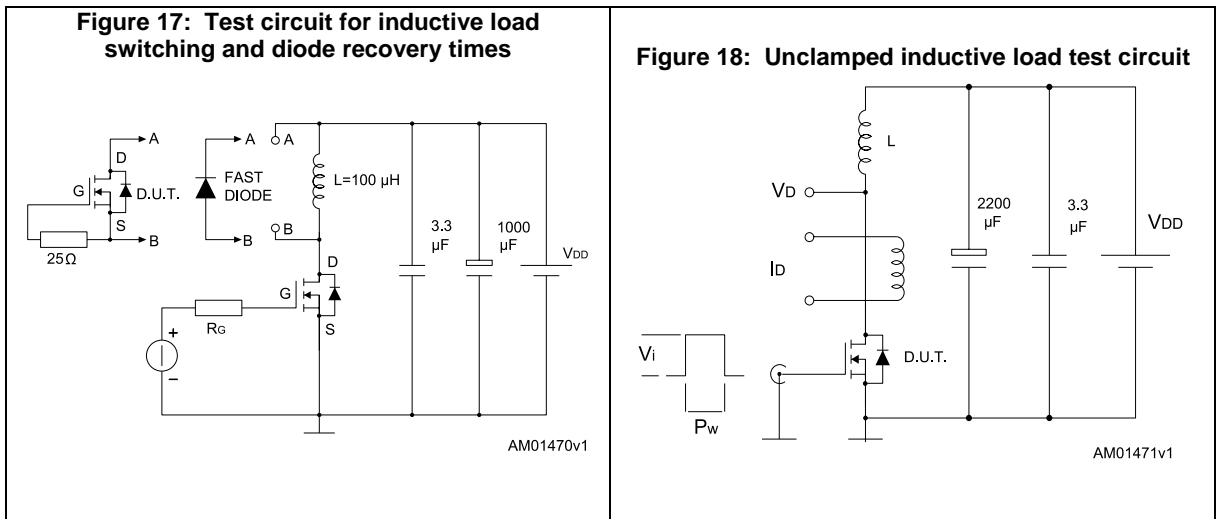 Figure 17: Test circuit for inductive load
switching and diode recovery times
A
D
G
D.U.T.
S
B
25Ω
A
FAST
DIODE
B
A
L=100 µH
B
D
G
S
RG
+
−
3.3
µF
1000
µF
VDD
AM01470v1
Figure 18: Unclamped inductive load test circuit
L
VD
ID
2200
µF
3.3
µF
VDD
Vi
Pw
D.U.T.
AM01471v1